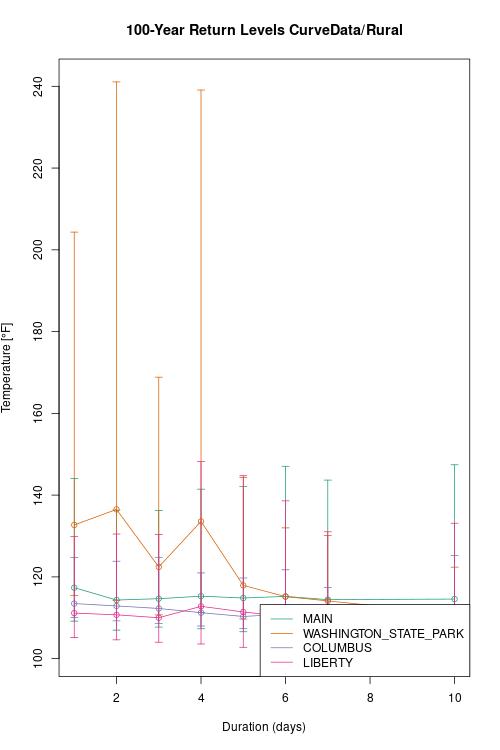 100-Year Return Levels CurveData/Rural
Temperature [°F]
240
220
200
180
160
140
120
100
2
4
6
8
10
Duration (days)
MAIN
WASHINGTON_STATE_PARK
COLUMBUS
LIBERTY